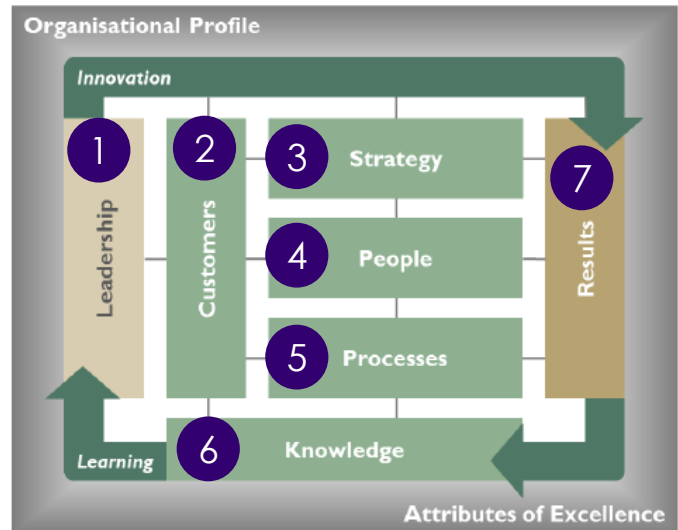 Organisational Profile
Innovation
1
Leadership
2
Customers
3
Strategy
4
People
5
Processes
7
Results
6
Knowledge
Learning
Attributes of Excellence